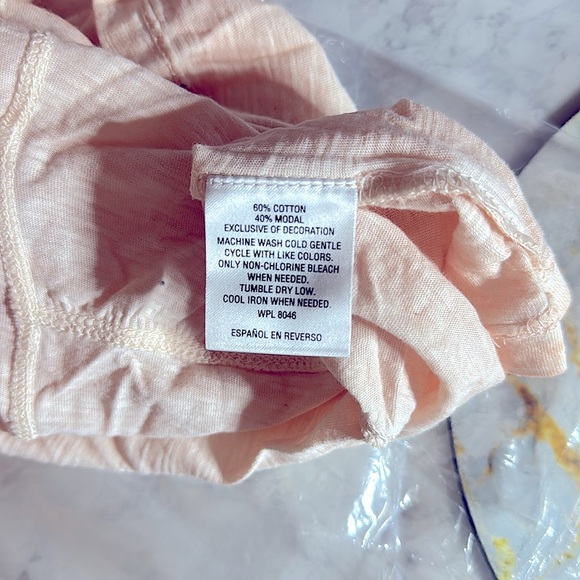 60% COTTON
40% MODAL
EXCLUSIVE OF DECORATION
MACHINE WASH COLD GENTLE
CYCLE WITH LIKE COLORS.
ONLY NON-CHLORINE BLEACH
WHEN NEEDED.
TUMBLE DRY LOW.
COOL IRON WHEN NEEDED.
WPL 8046
ESPAÑOL EN REVERSO